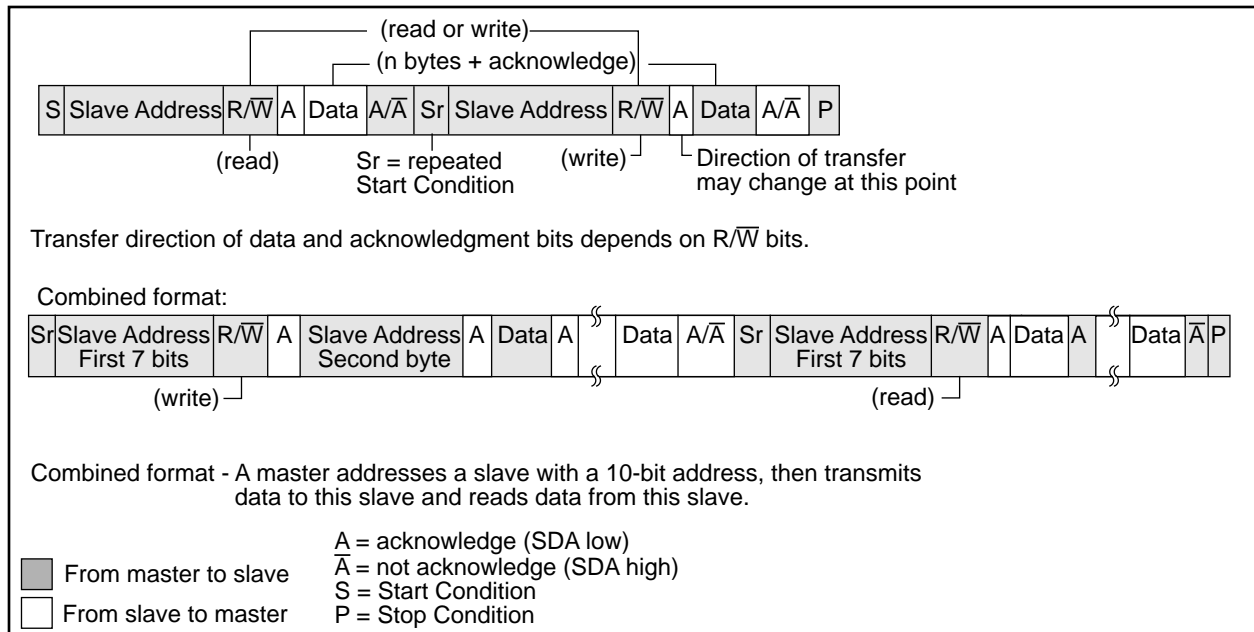 (read or write)
(n bytes + acknowledge)
S Slave Address R/W̅ A Data A/A̅ Sr Slave Address R/W̅ A Data A/A̅ P
(read) Sr = repeated (write) Direction of transfer
Start Condition may change at this point
Transfer direction of data and acknowledgment bits depends on R/W̅ bits.
Combined format:
Sr Slave Address R/W̅ A Slave Address A Data A Data A/A̅ Sr Slave Address R/W̅ A Data A Data A̅ P
First 7 bits Second byte First 7 bits
(write) (read)
Combined format - A master addresses a slave with a 10-bit address, then transmits
data to this slave and reads data from this slave.
A = acknowledge (SDA low)
A̅ = not acknowledge (SDA high)
From master to slave
S = Start Condition
From slave to master
P = Stop Condition